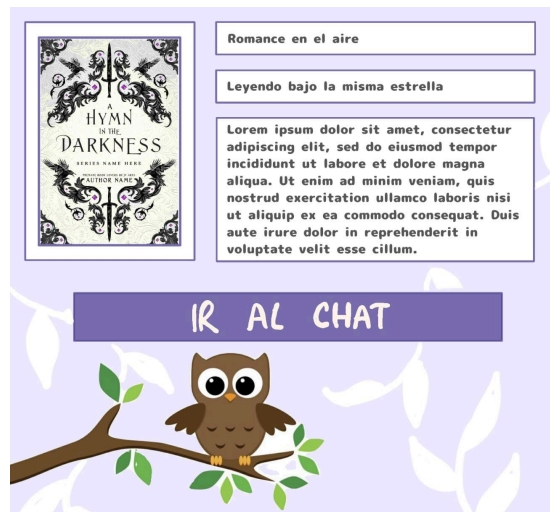 A
HYMN
IN THE
DARKNESS
SERIES NAME HERE
AUTHOR NAME
Romance en el aire
Leyendo bajo la misma estrella
Lorem ipsum dolor sit amet, consectetur
adipiscing elit, sed do eiusmod tempor
incididunt ut labore et dolore magna
aliqua. Ut enim ad minim veniam, quis
nostrud exercitation ullamco laboris nisi
ut aliquip ex ea commodo consequat. Duis
aute irure dolor in reprehenderit in
voluptate velit esse cillum.
IR AL CHAT